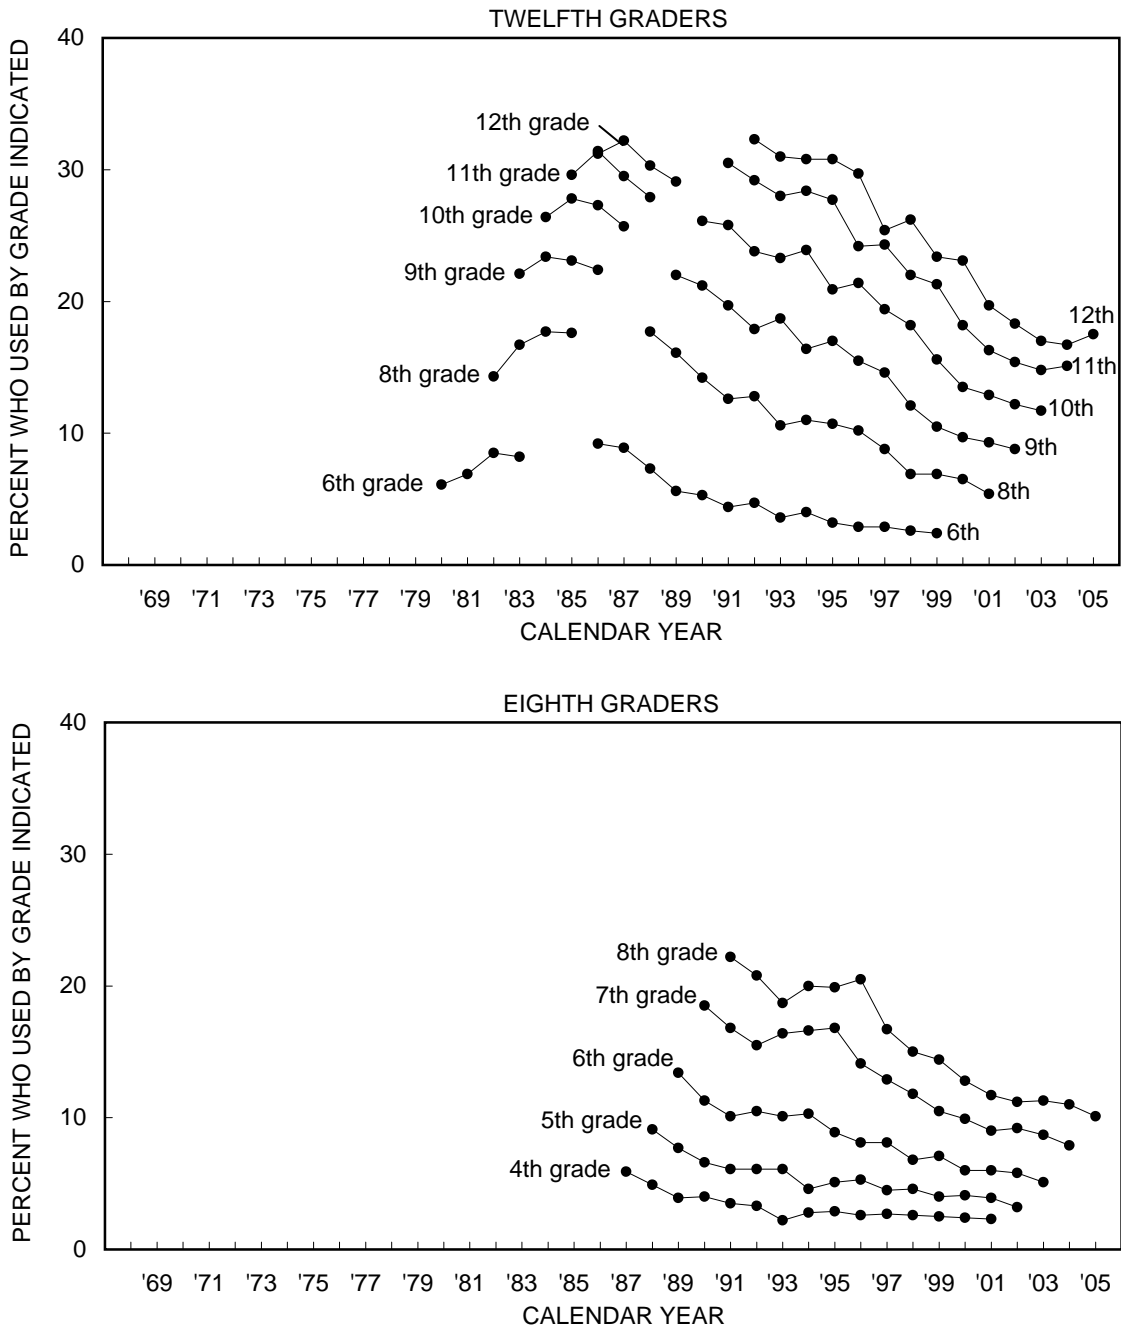 TWELFTH GRADERS
PERCENT WHO USED BY GRADE INDICATED
40
30
20
10
0
12th grade
11th grade
10th grade
9th grade
8th grade
6th grade
12th
11th
10th
9th
8th
6th
'69 '71 '73 '75 '77 '79 '81 '83 '85 '87 '89 '91 '93 '95 '97 '99 '01 '03 '05
CALENDAR YEAR
EIGHTH GRADERS
PERCENT WHO USED BY GRADE INDICATED
40
30
20
10
0
8th grade
7th grade
6th grade
5th grade
4th grade
'69 '71 '73 '75 '77 '79 '81 '83 '85 '87 '89 '91 '93 '95 '97 '99 '01 '03 '05
CALENDAR YEAR